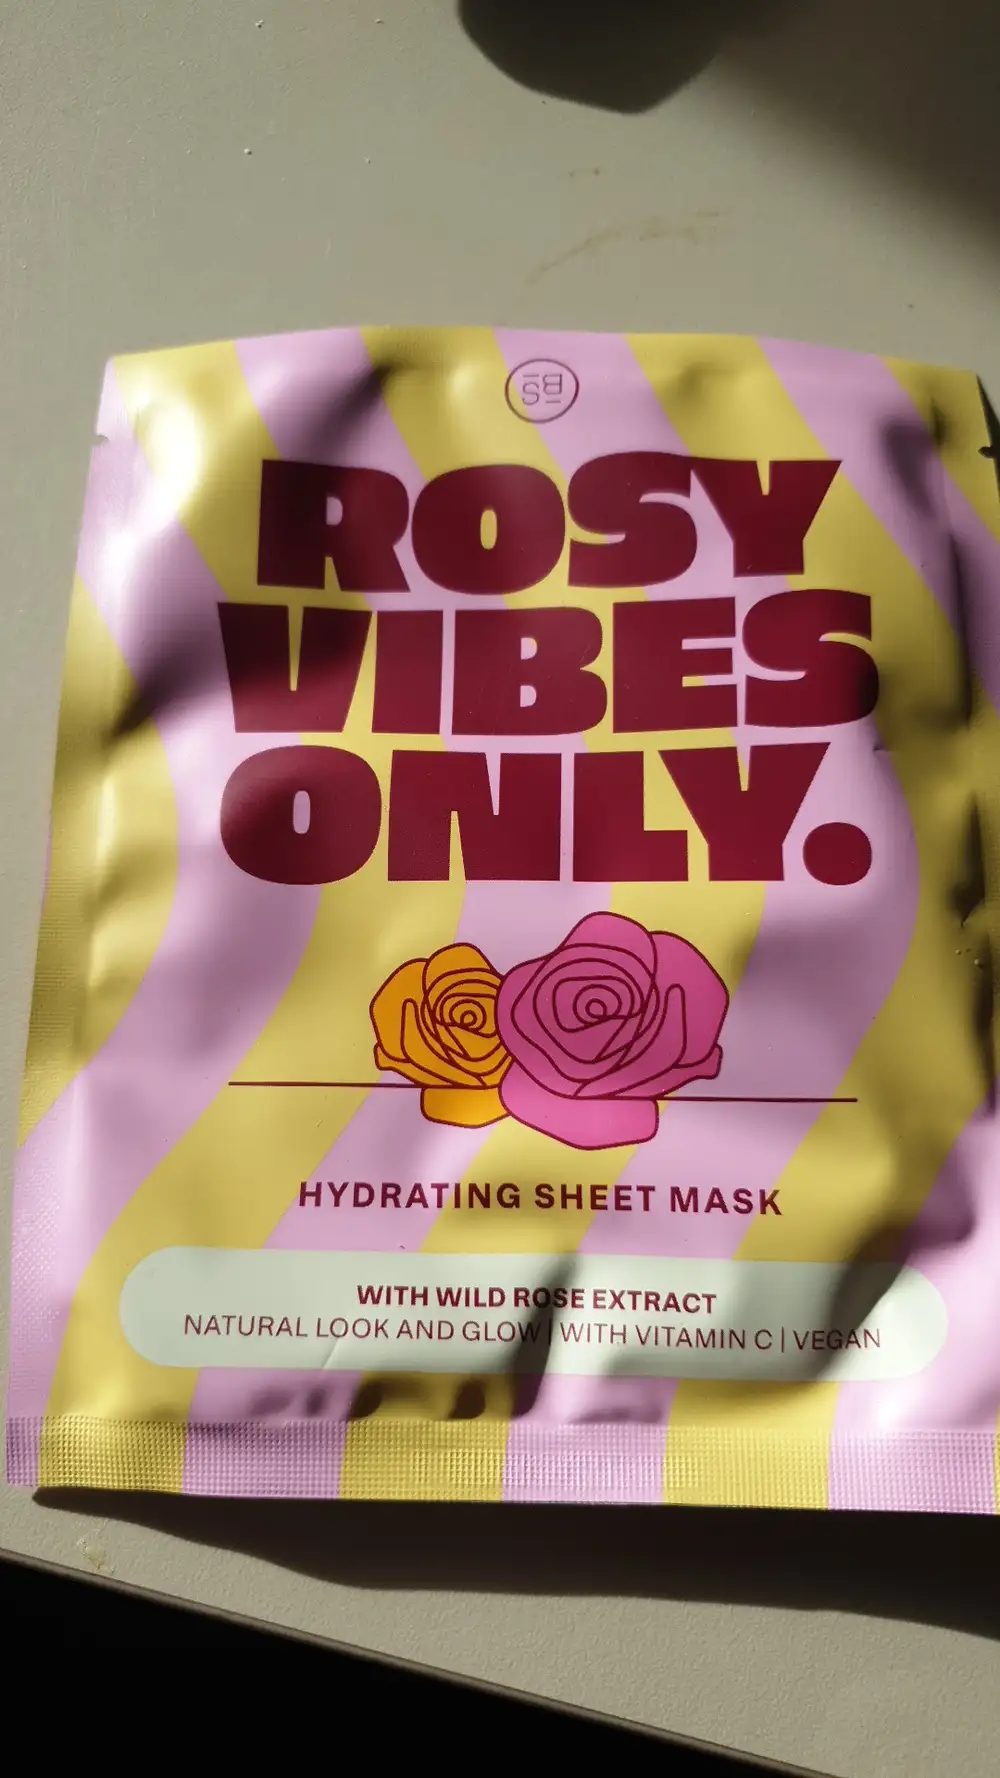 ROSY
VIBES
ONLY.
HYDRATING SHEET MASK
WITH WILD ROSE EXTRACT
NATURAL LOOK AND GLOW | WITH VITAMIN C | VEGAN